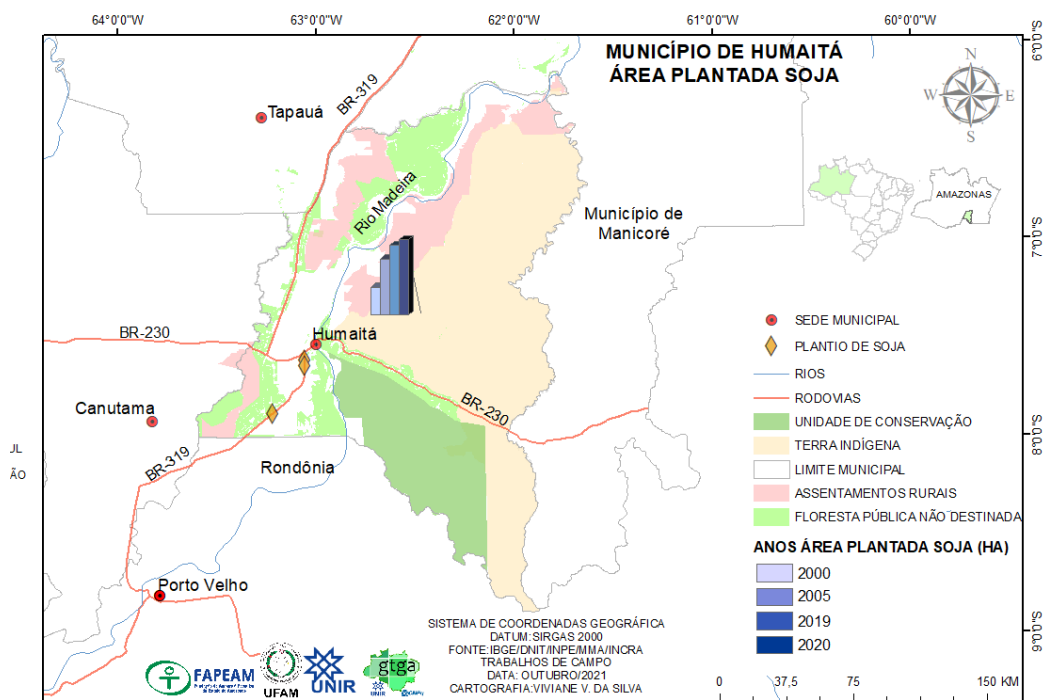 64°0'0"W 63°0'0"W 62°0'0"W 61°0'0"W 60°0'0"W
MUNICÍPIO DE HUMAITÁ
ÁREA PLANTADA SOJA
N
W E
S
6°0'0"S
7°0'0"S
8°0'0"S
9°0'0"S
Tapauá
BR-319
Rio Madeira
Município de
Manicoré
AMAZONAS
BR-230
Humaitá
Canutama
BR-230
BR-319
Rondônia
Porto Velho
JL
ÃO
SEDE MUNICIPAL
PLANTIO DE SOJA
RIOS
RODOVIAS
UNIDADE DE CONSERVAÇÃO
TERRA INDÍGENA
LIMITE MUNICIPAL
ASSENTAMENTOS RURAIS
FLORESTA PÚBLICA NÃO DESTINADA
ANOS ÁREA PLANTADA SOJA (HA)
2000
2005
2019
2020
SISTEMA DE COORDENADAS GEOGRÁFICA
DATUM:SIRGAS 2000
FONTE:IBGE/DNIT/INPE/MMA/INCRA
TRABALHOS DE CAMPO
DATA: OUTUBRO/2021
CARTOGRAFIA:VIVIANE V. DA SILVA
FAPEAM
UFAM
UNIR
gtga
UNIR
0 37,5 75 150 KM